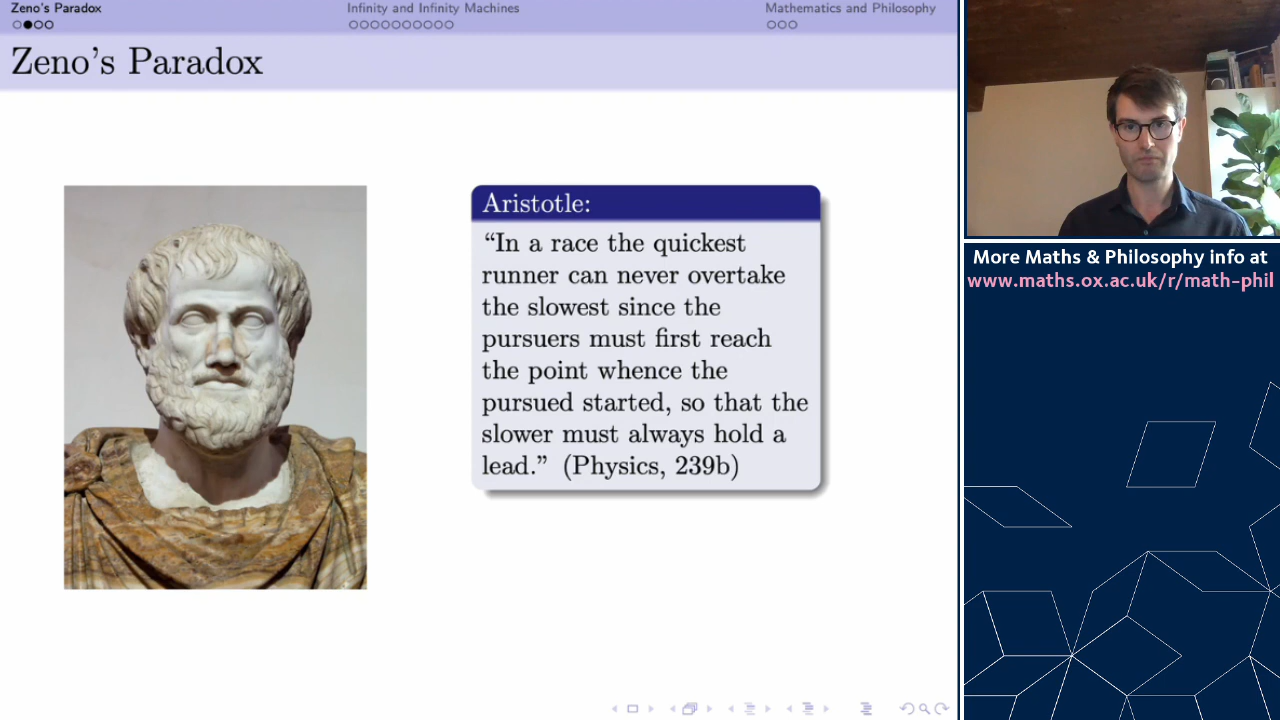 Zeno's Paradox
Infinity and Infinity Machines
Mathematics and Philosophy
Zeno's Paradox
Aristotle:
“In a race the quickest
runner can never overtake
the slowest since the
pursuers must first reach
the point whence the
pursued started, so that the
slower must always hold a
lead.” (Physics, 239b)
More Maths & Philosophy info at
www.maths.ox.ac.uk/r/math-phil